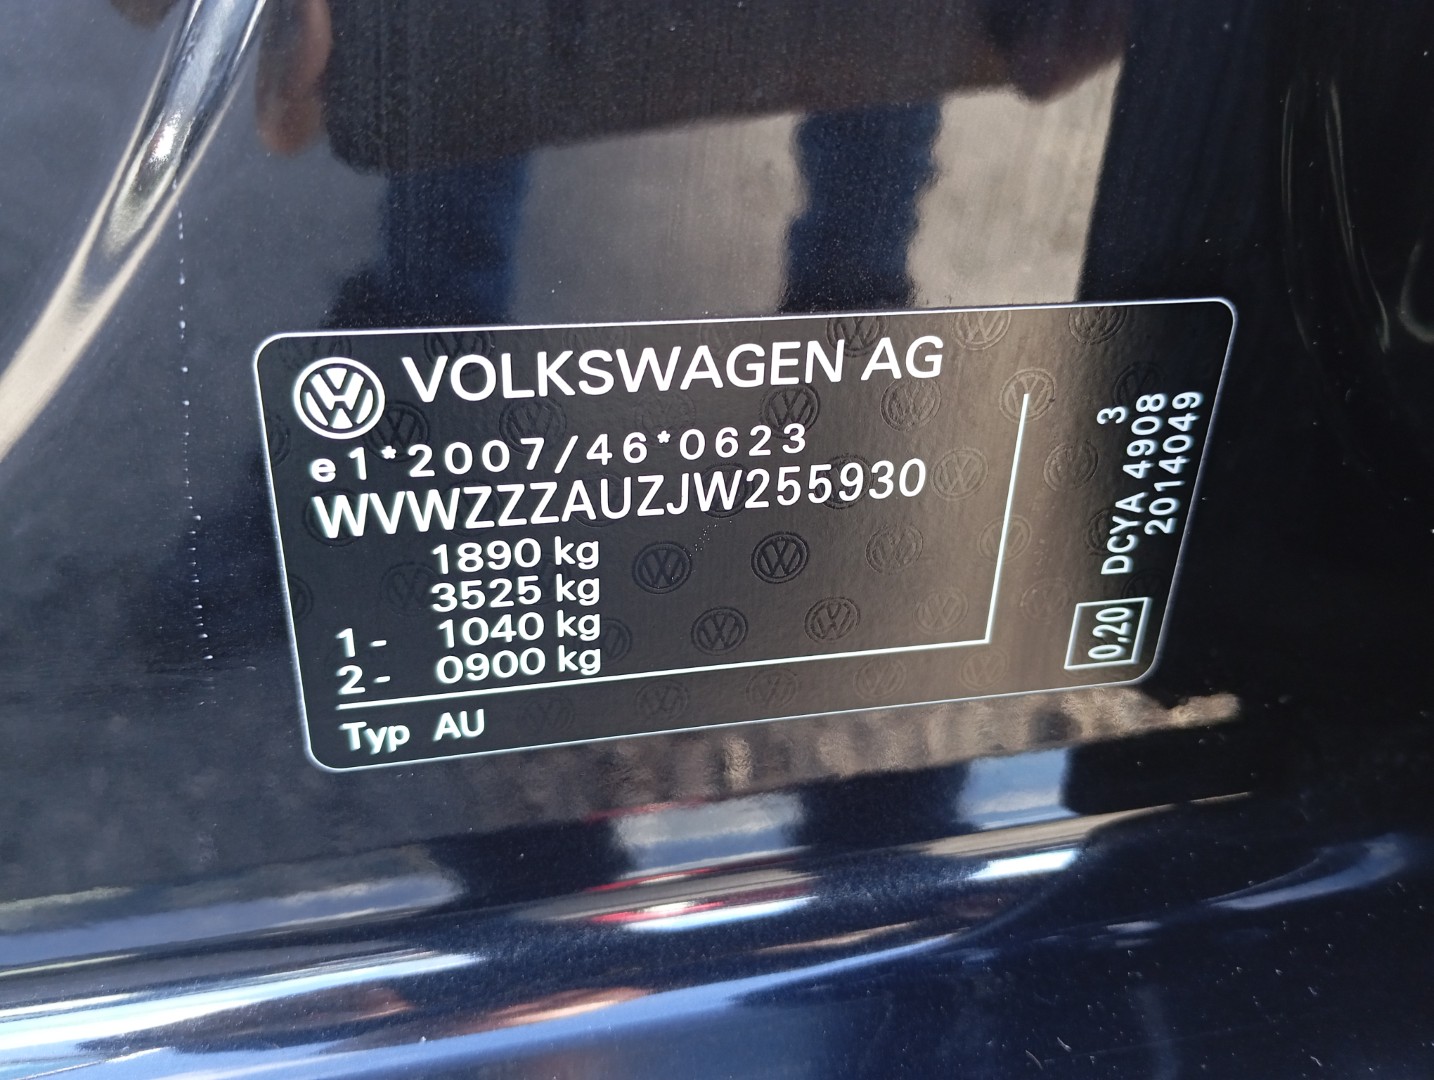 VOLKSWAGEN AG
e1*2007/46*0623
WVWZZZAUZJW255930
1890 kg
3525 kg
1- 1040 kg
2- 0900 kg
Typ AU
3
DCYA 4908
2014049
0,20